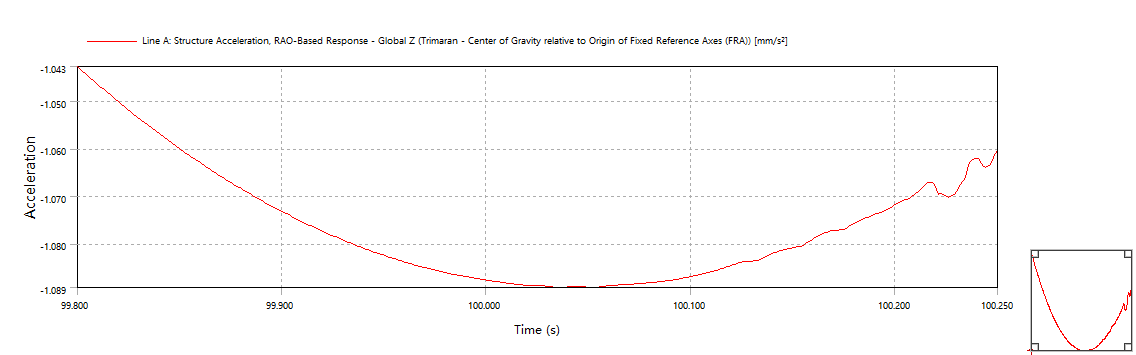 Line A: Structure Acceleration, RAO-Based Response - Global Z (Trimaran - Center of Gravity relative to Origin of Fixed Reference Axes (FRA)) [mm/s²]
-1.043
-1.050
-1.060
-1.070
-1.080
-1.089
Acceleration
99.800 99.900 100.000 100.100 100.200 100.250
Time (s)